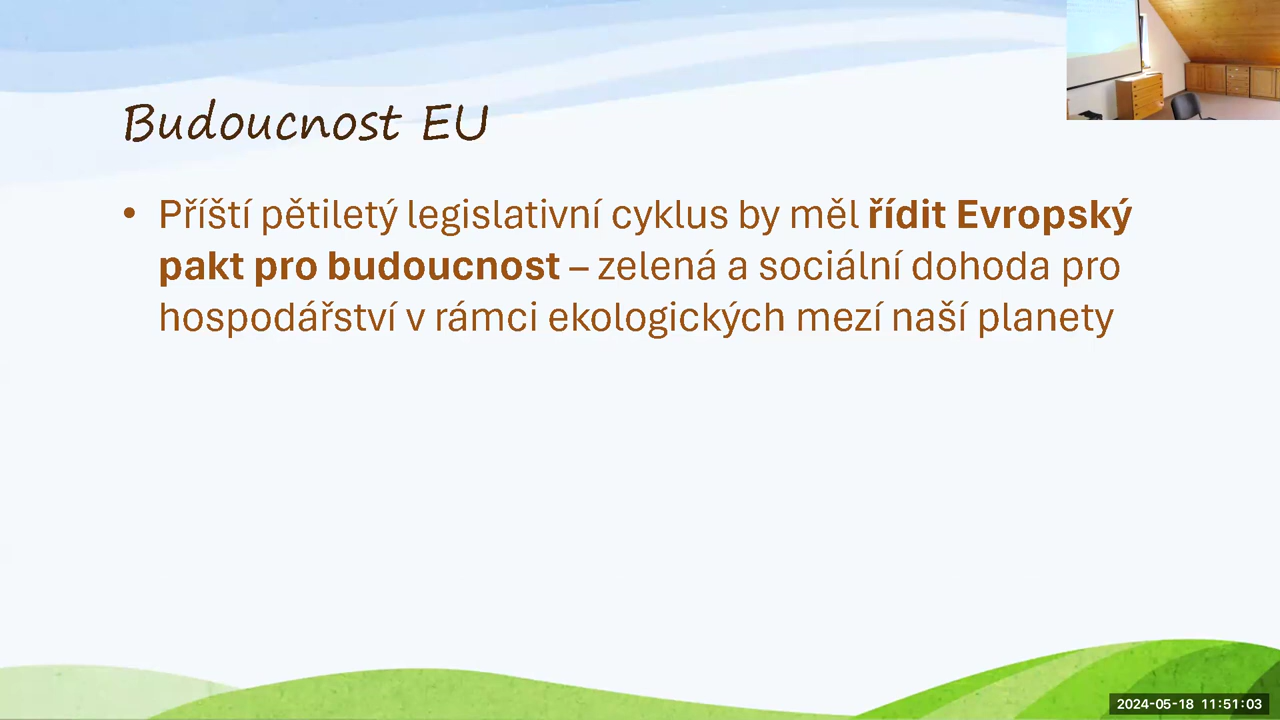 Budoucnost EU
• Příští pětiletý legislativní cyklus by měl řídit Evropský
pakt pro budoucnost – zelená a sociální dohoda pro
hospodářství v rámci ekologických mezí naší planety
2024-05-18 11:51:03